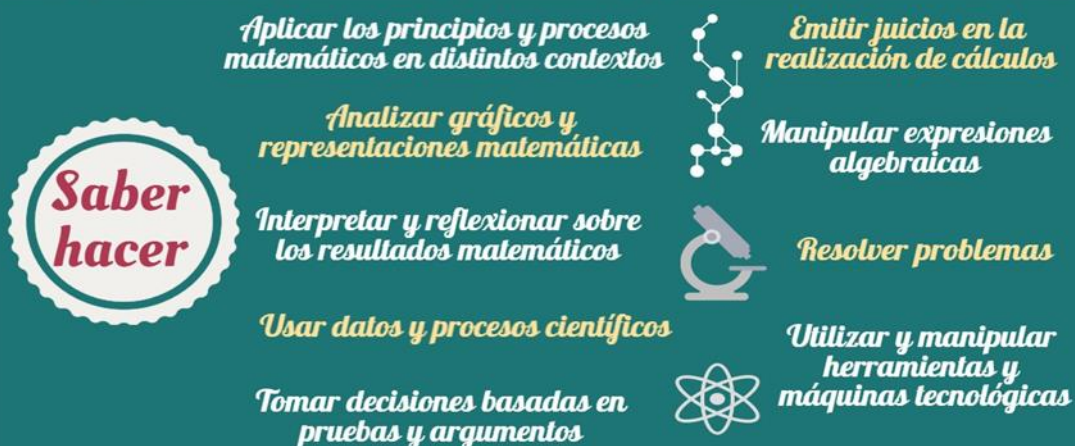 Saber
hacer
Aplicar los principios y procesos
matemáticos en distintos contextos
Analizar gráficos y
representaciones matemáticas
Interpretar y reflexionar sobre
los resultados matemáticos
Usar datos y procesos científicos
Tomar decisiones basadas en
pruebas y argumentos
Emitir juicios en la
realización de cálculos
Manipular expresiones
algebraicas
Resolver problemas
Utilizar y manipular
herramientas y
máquinas tecnológicas